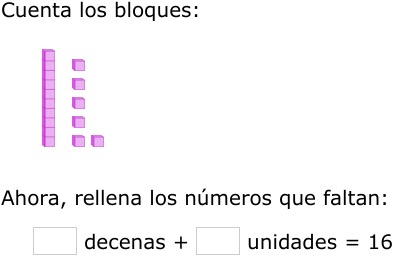 Cuenta los bloques:
Ahora, rellena los números que faltan:
decenas + unidades = 16